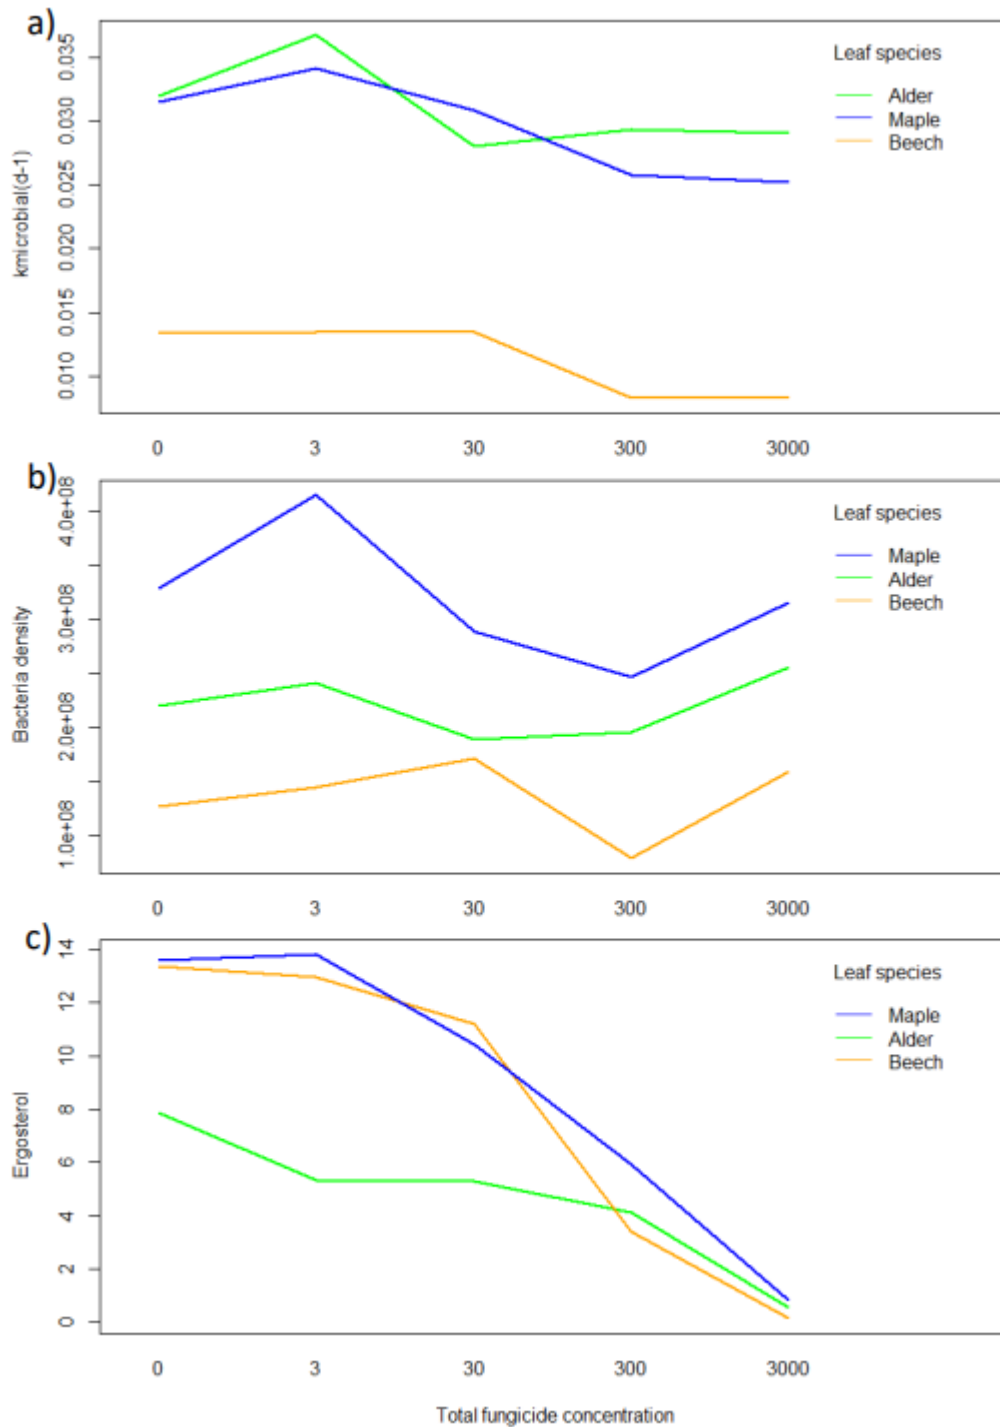 a)
kmicrobial(d-1)
0.035
0.030
0.025
0.020
0.015
0.010
Leaf species
Alder
Maple
Beech
0 3 30 300 3000
b)
Bacteria density
4.0e+08
3.0e+08
2.0e+08
1.0e+08
Leaf species
Maple
Alder
Beech
0 3 30 300 3000
c)
Ergosterol
14
12
10
8
6
4
2
0
Leaf species
Maple
Alder
Beech
0 3 30 300 3000
Total fungicide concentration